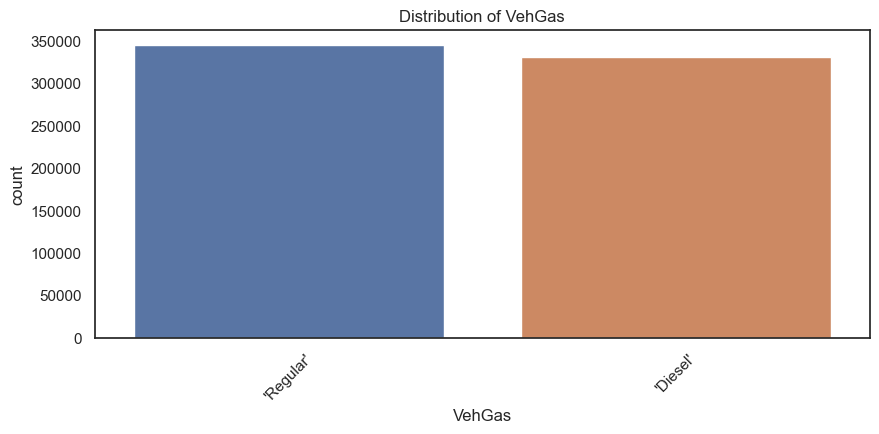 Distribution of VehGas
350000
300000
250000
200000
150000
100000
50000
0
count
'Regular'
'Diesel'
VehGas